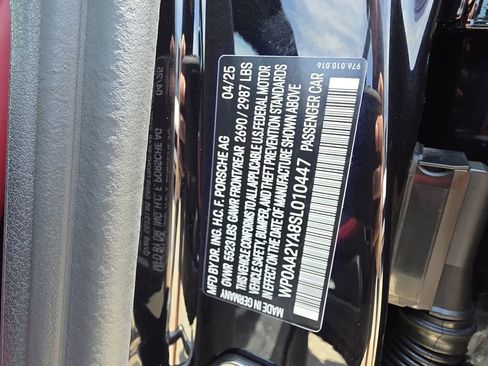 976.010.016
MFD BY DR. ING. H.C. F. PORSCHE AG 04/25
GVWR 5523 LBS GAWR FRONT/REAR 2690 / 2987 LBS
THIS VEHICLE CONFORMS TO ALL APPLICABLE U.S. FEDERAL MOTOR
VEHICLE SAFETY, BUMPER, AND THEFT PREVENTION STANDARDS
IN EFFECT ON THE DATE OF MANUFACTURE SHOWN ABOVE
WP0AA2YA8SL010447 PASSENGER CAR
MADE IN GERMANY